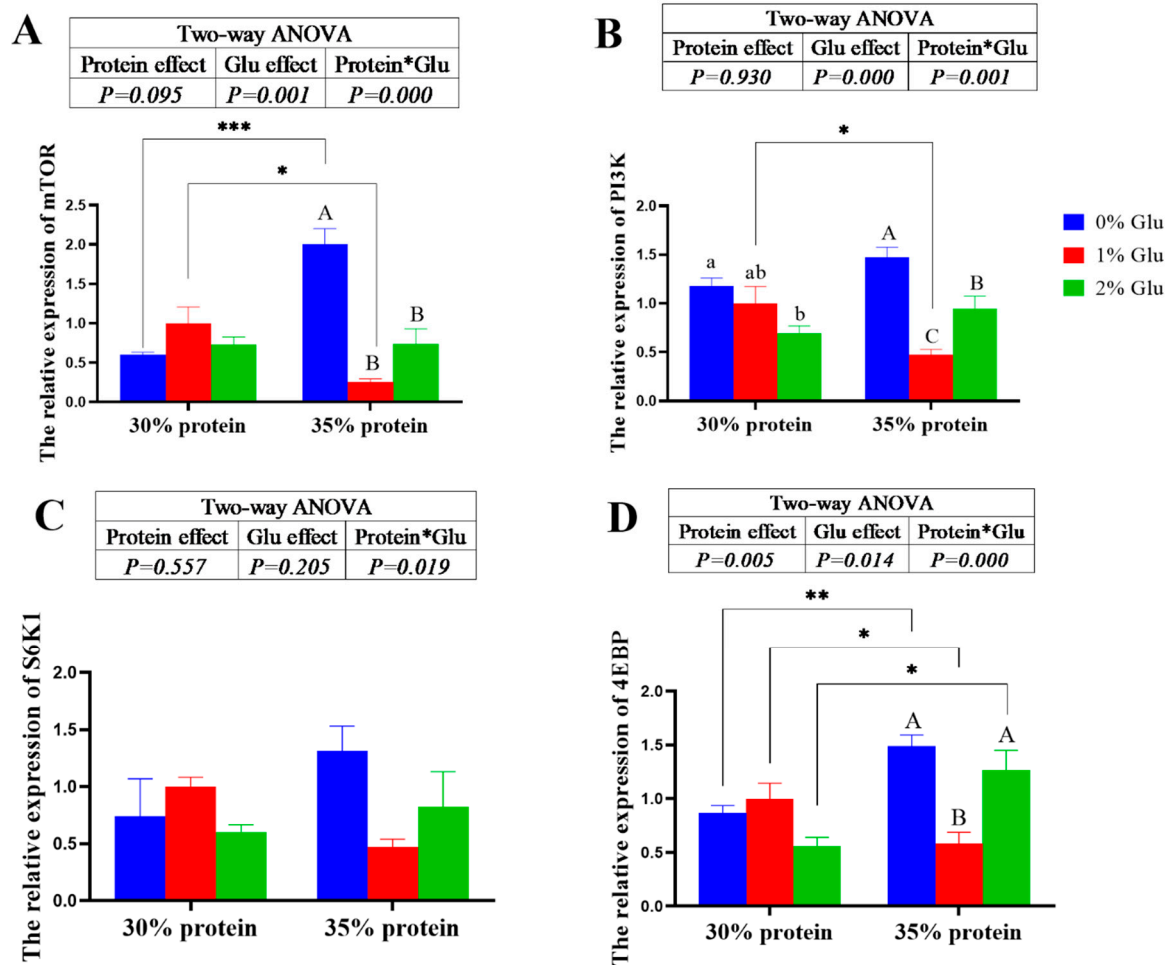 A
Two-way ANOVA
Protein effect Glu effect Protein*Glu
P=0.095 P=0.001 P=0.000
***
*
The relative expression of mTOR
2.5
2.0
1.5
1.0
0.5
0.0
A
B
B
30% protein 35% protein
B
Two-way ANOVA
Protein effect Glu effect Protein*Glu
P=0.930 P=0.000 P=0.001
*
The relative expression of PI3K
2.0
1.5
1.0
0.5
0.0
a
ab
b
A
C
B
30% protein 35% protein
0% Glu
1% Glu
2% Glu
C
Two-way ANOVA
Protein effect Glu effect Protein*Glu
P=0.557 P=0.205 P=0.019
The relative expression of S6K1
2.0
1.5
1.0
0.5
0.0
30% protein 35% protein
D
Two-way ANOVA
Protein effect Glu effect Protein*Glu
P=0.005 P=0.014 P=0.000
**
*
*
The relative expression of 4EBP
2.0
1.5
1.0
0.5
0.0
A
B
A
30% protein 35% protein